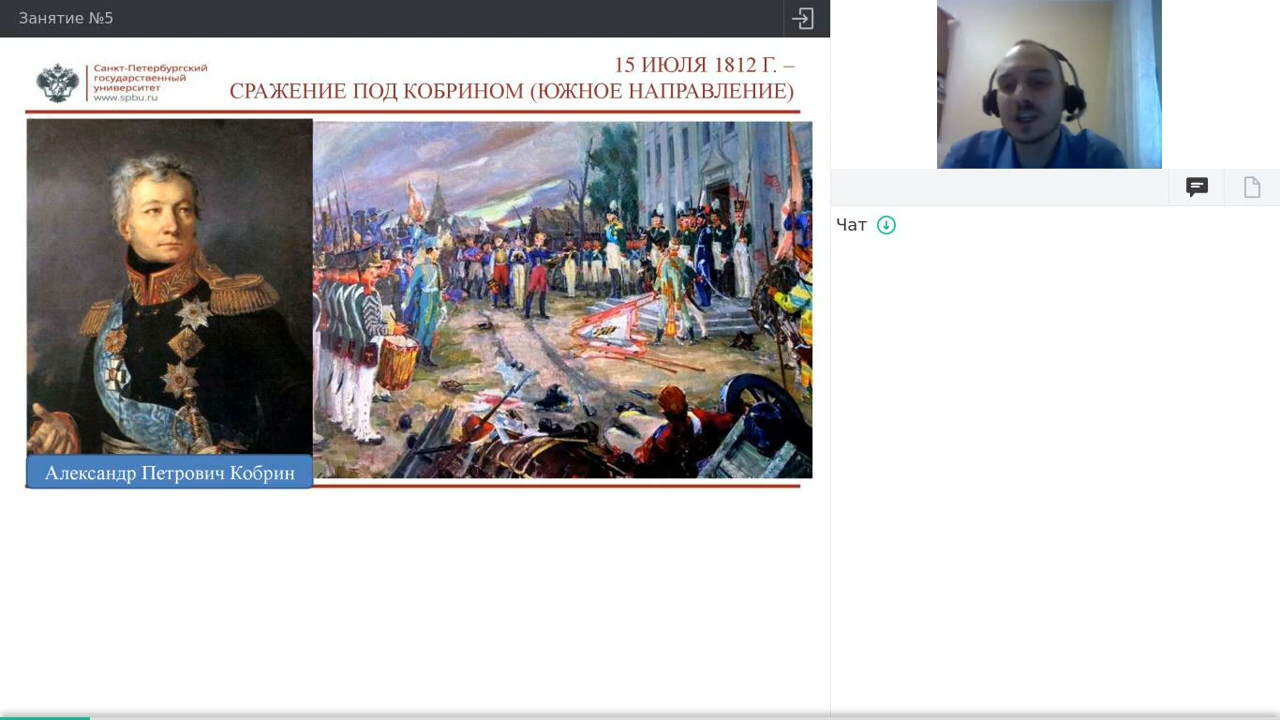 Занятие №5
Санкт-Петербургский
государственный
университет
www.spbu.ru
15 ИЮЛЯ 1812 Г. –
СРАЖЕНИЕ ПОД КОБРИНОМ (ЮЖНОЕ НАПРАВЛЕНИЕ)
Александр Петрович Кобрин
Чат